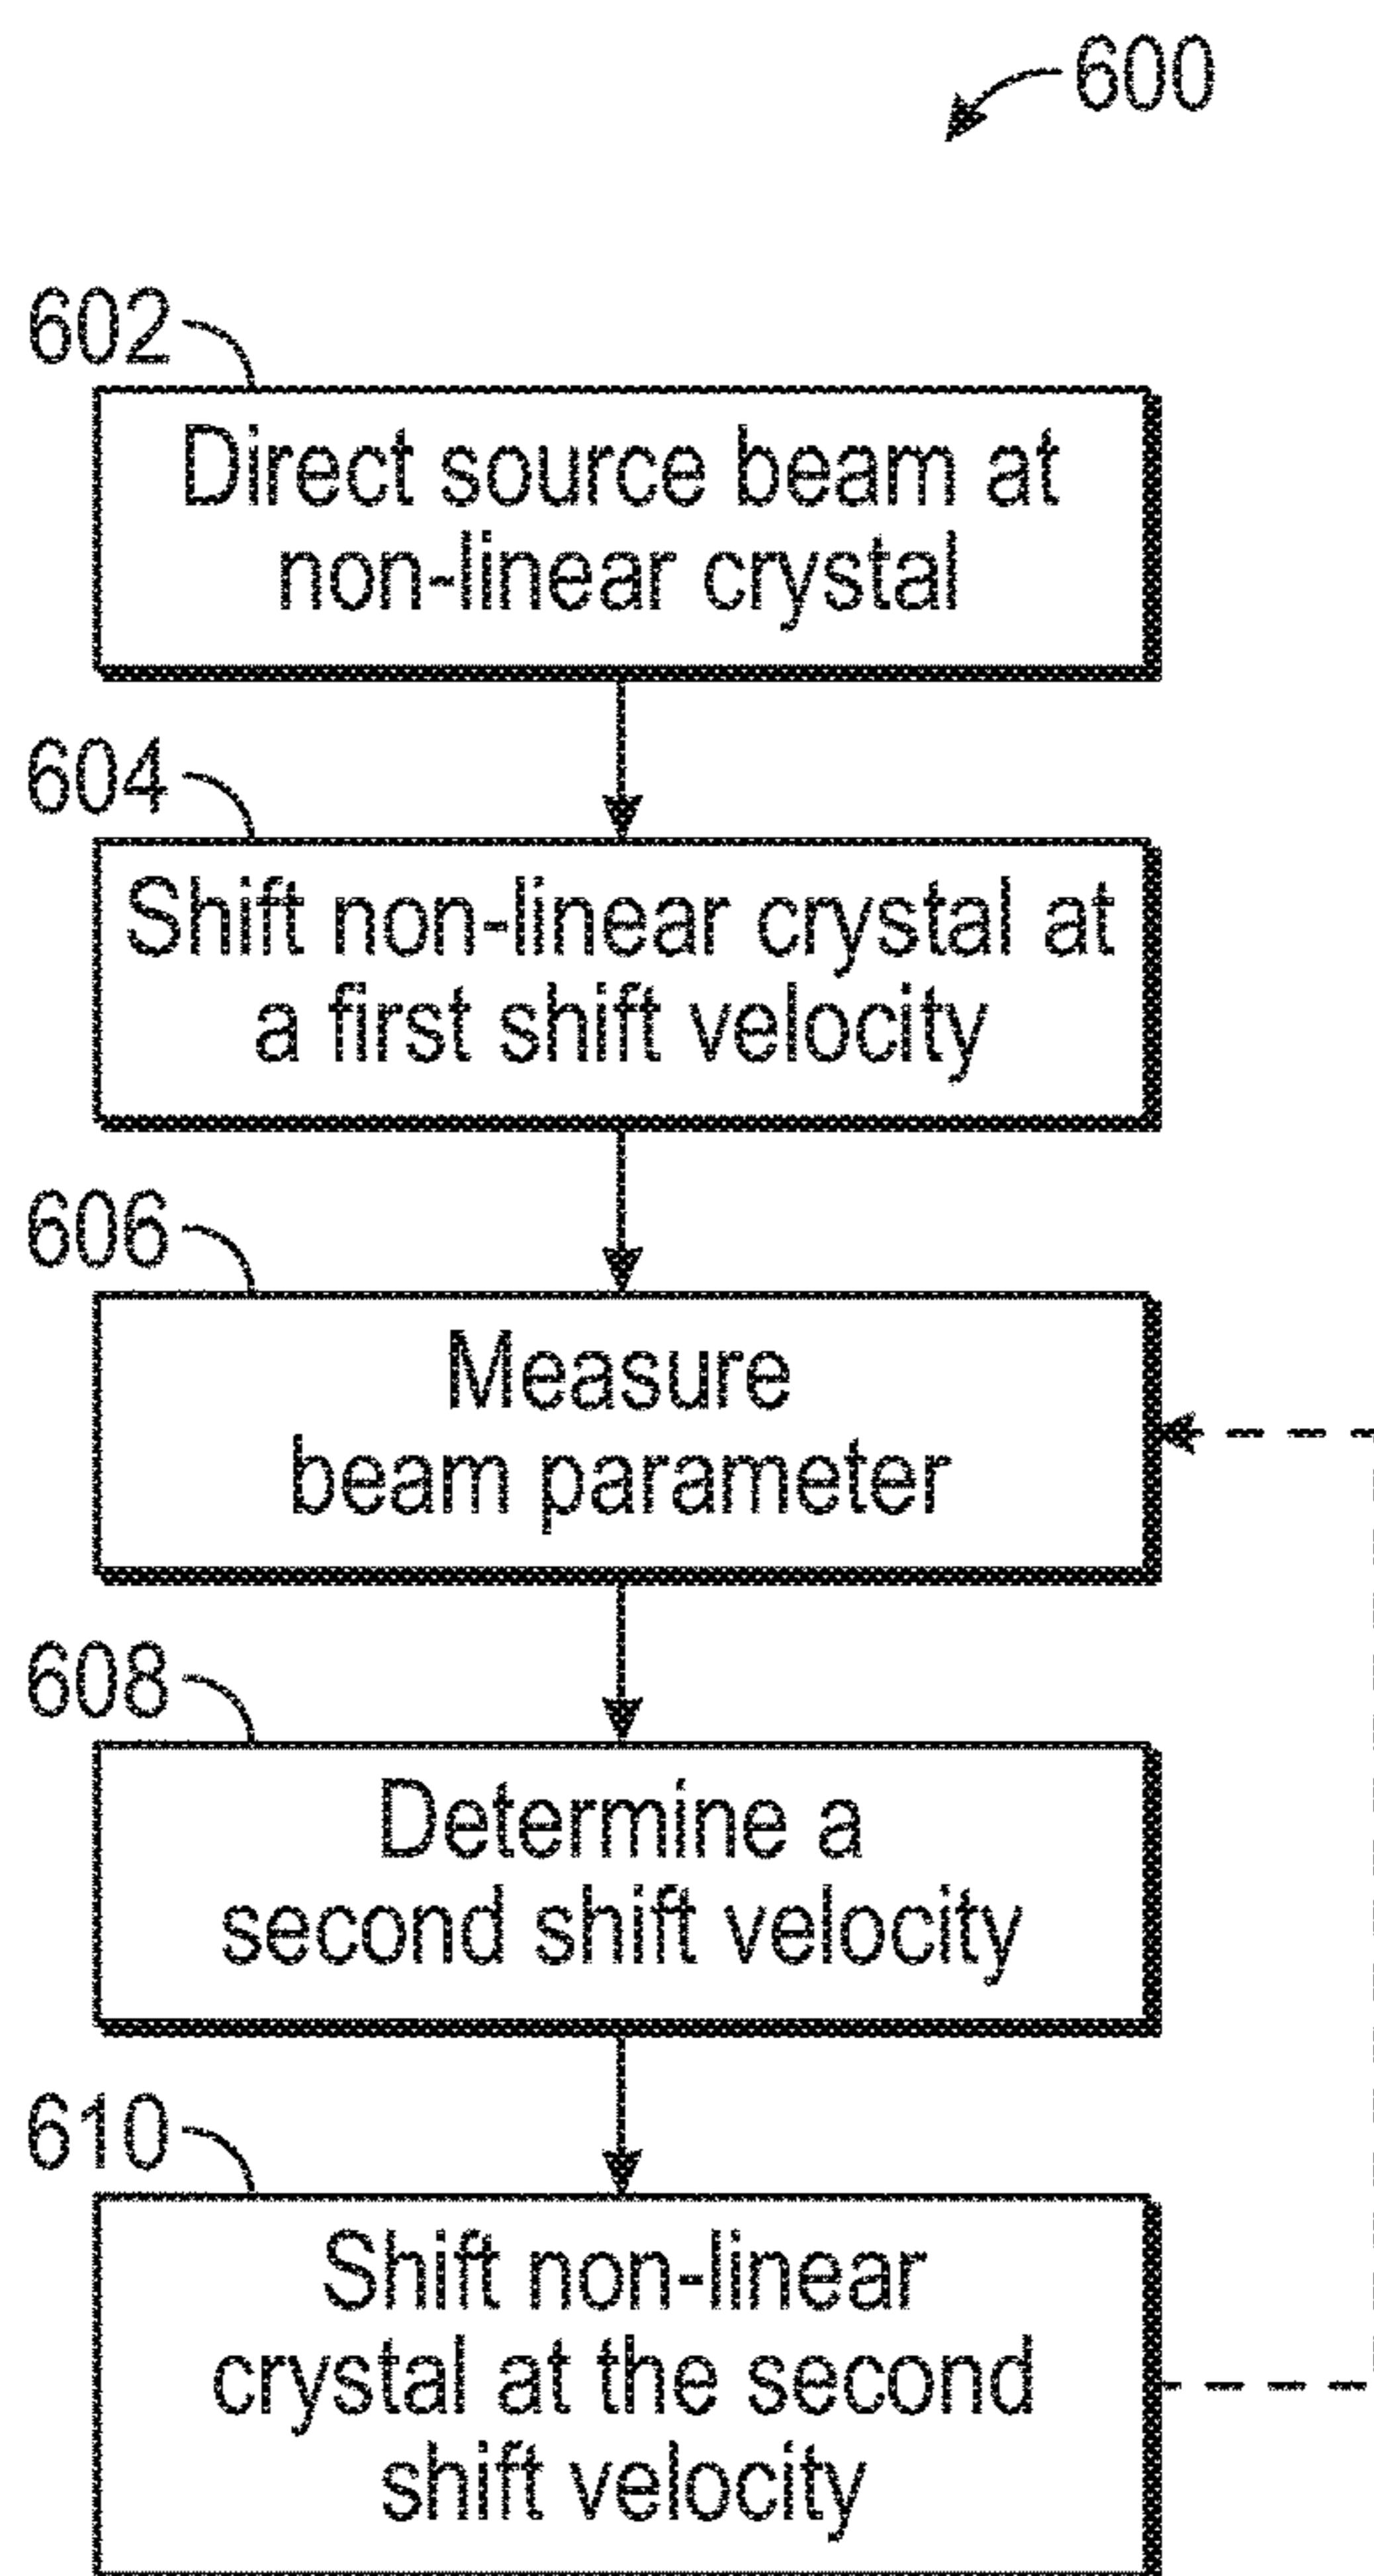 600
602
Direct source beam at
non-linear crystal
604
Shift non-linear crystal at
a first shift velocity
606
Measure
beam parameter
608
Determine a
second shift velocity
610
Shift non-linear
crystal at the second
shift velocity